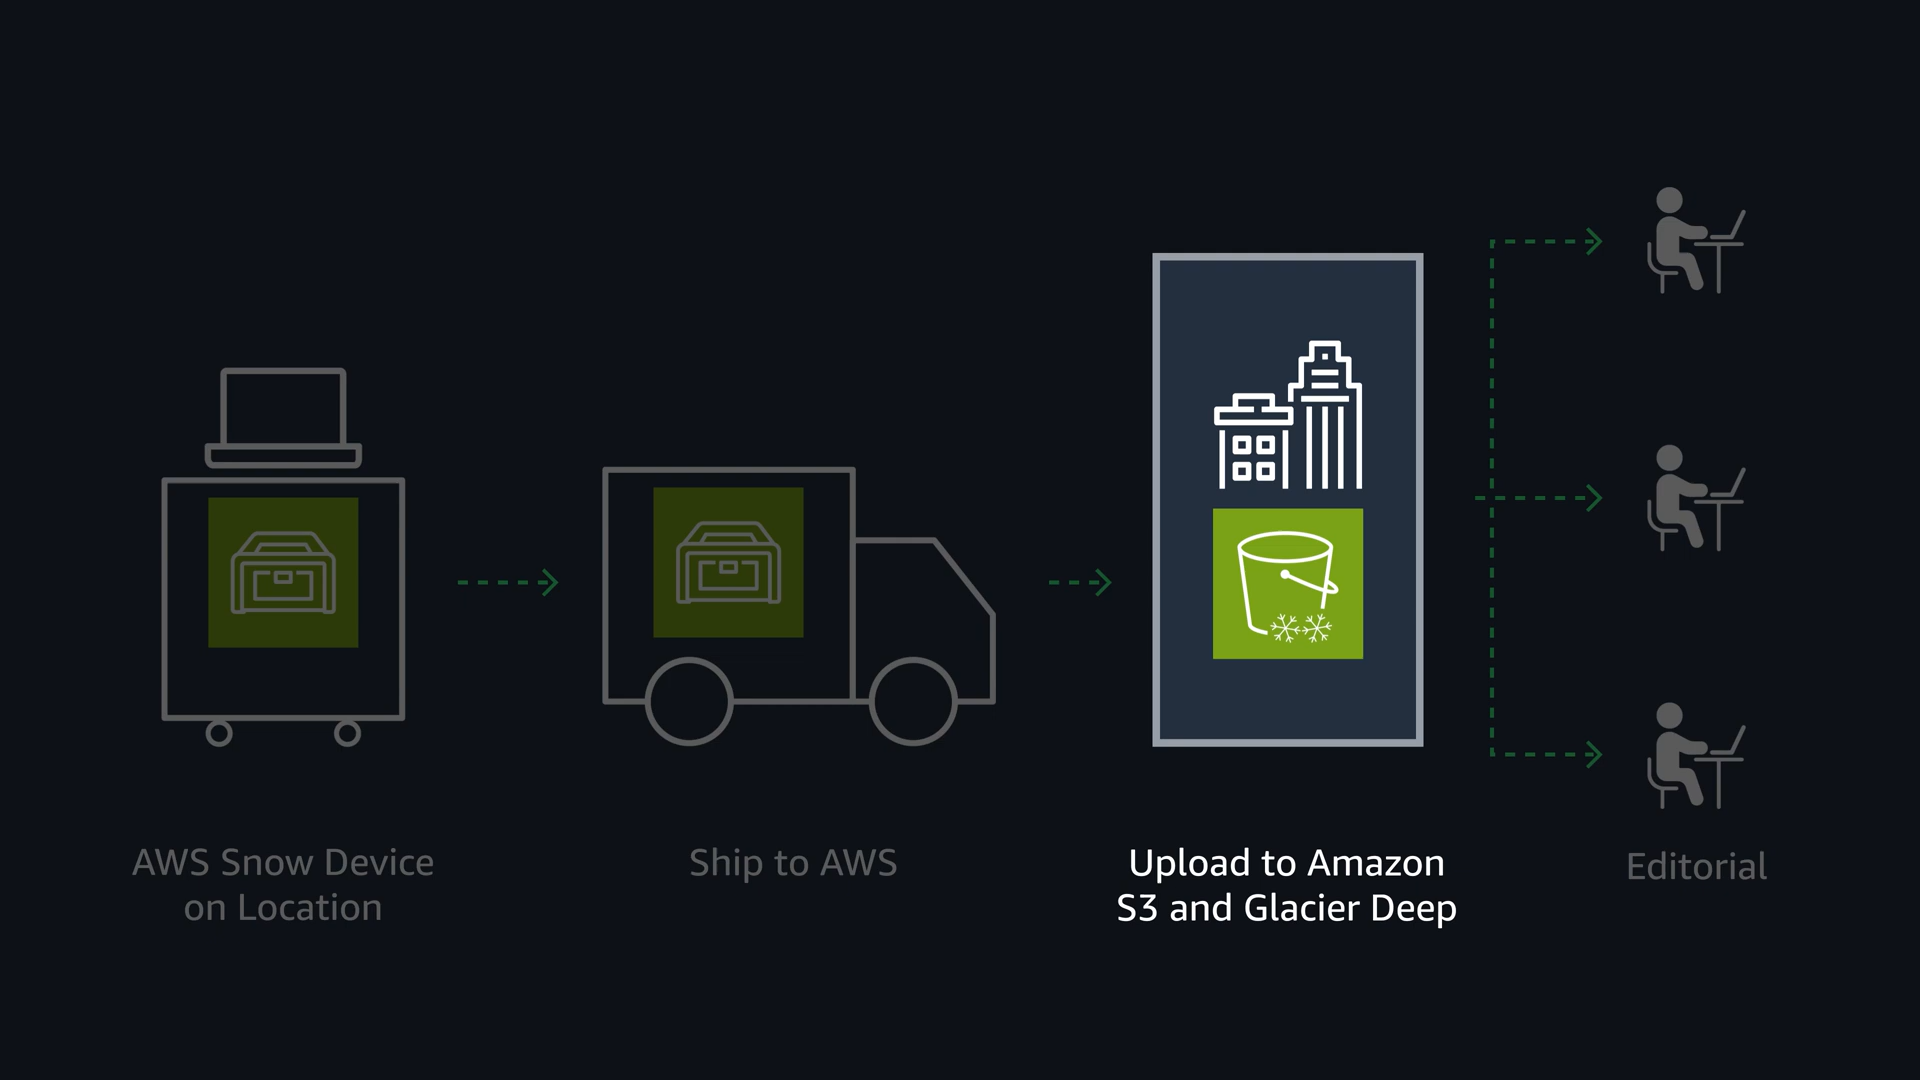 AWS Snow Device
on Location
Ship to AWS
Upload to Amazon
S3 and Glacier Deep
Editorial